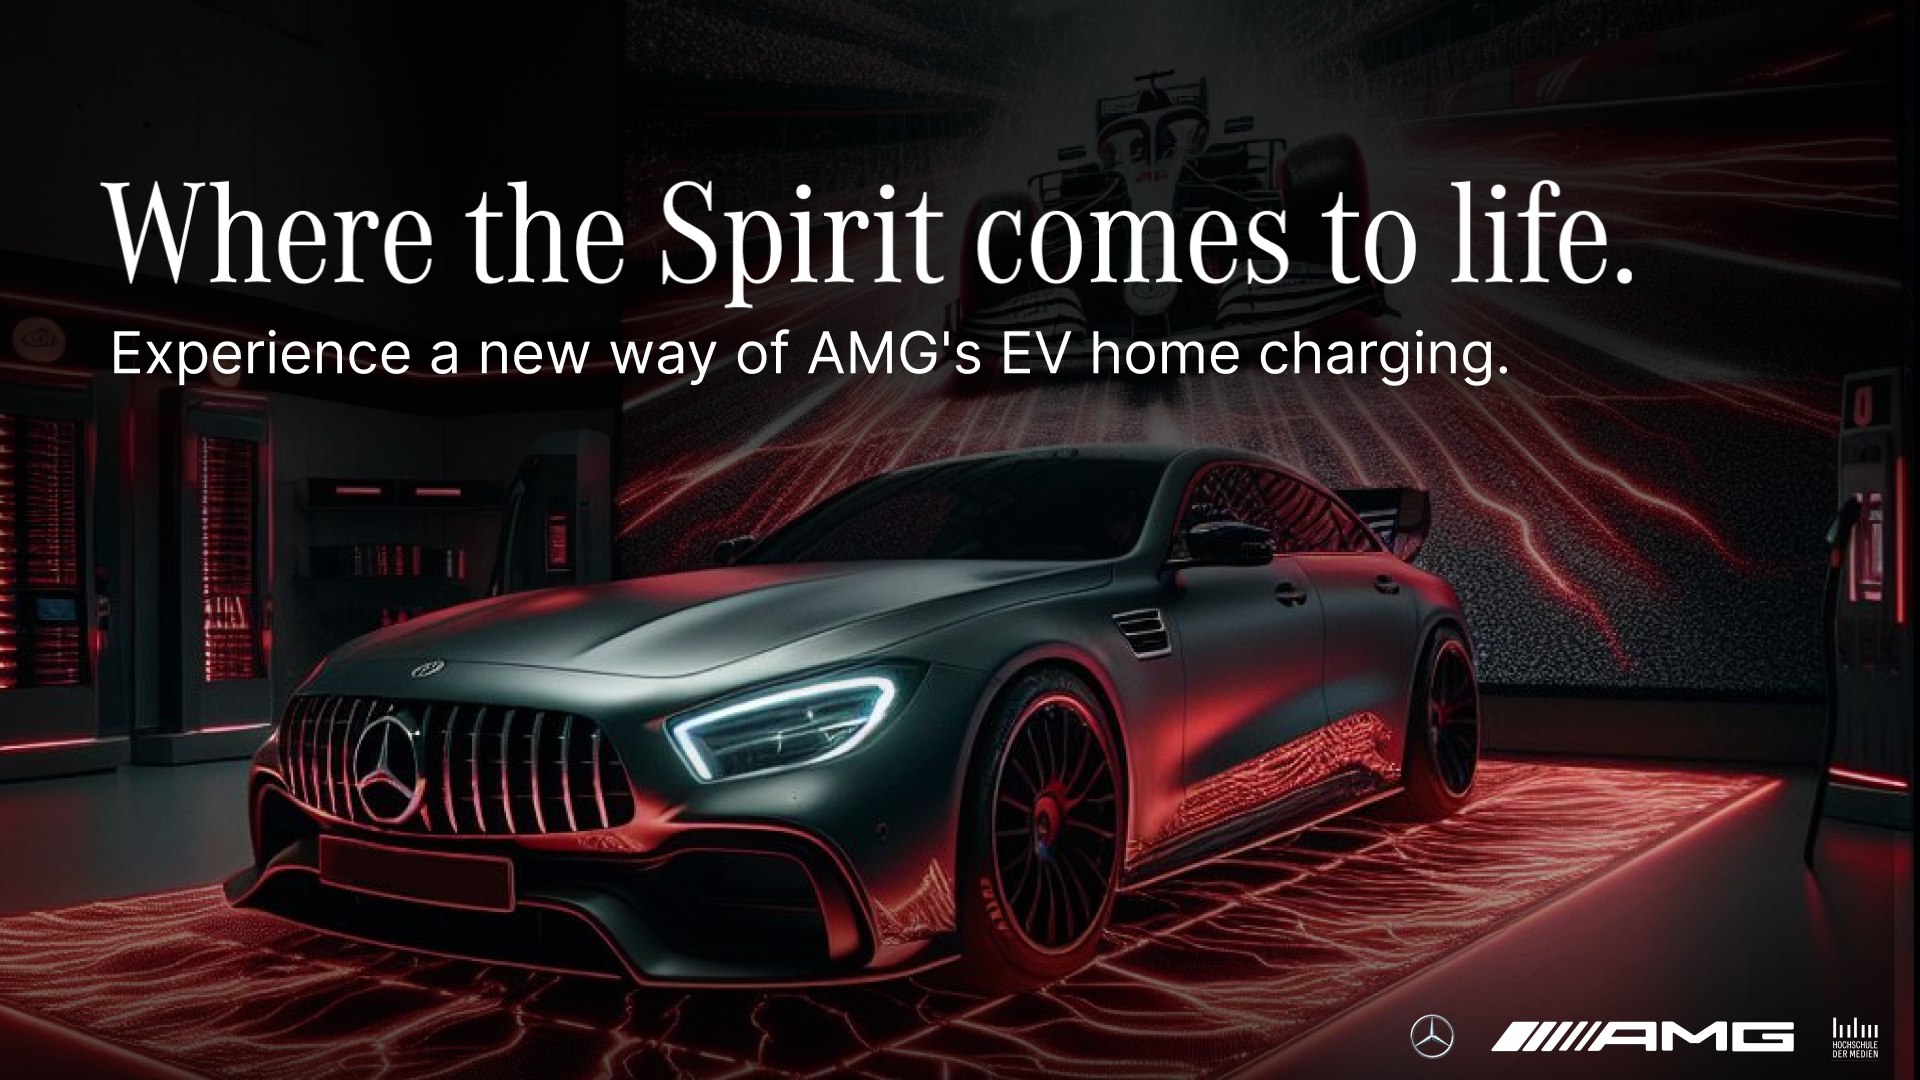 Where the Spirit comes to life.
Experience a new way of AMG's EV home charging.
AMG
HOCHSCHULE
DER MEDIEN